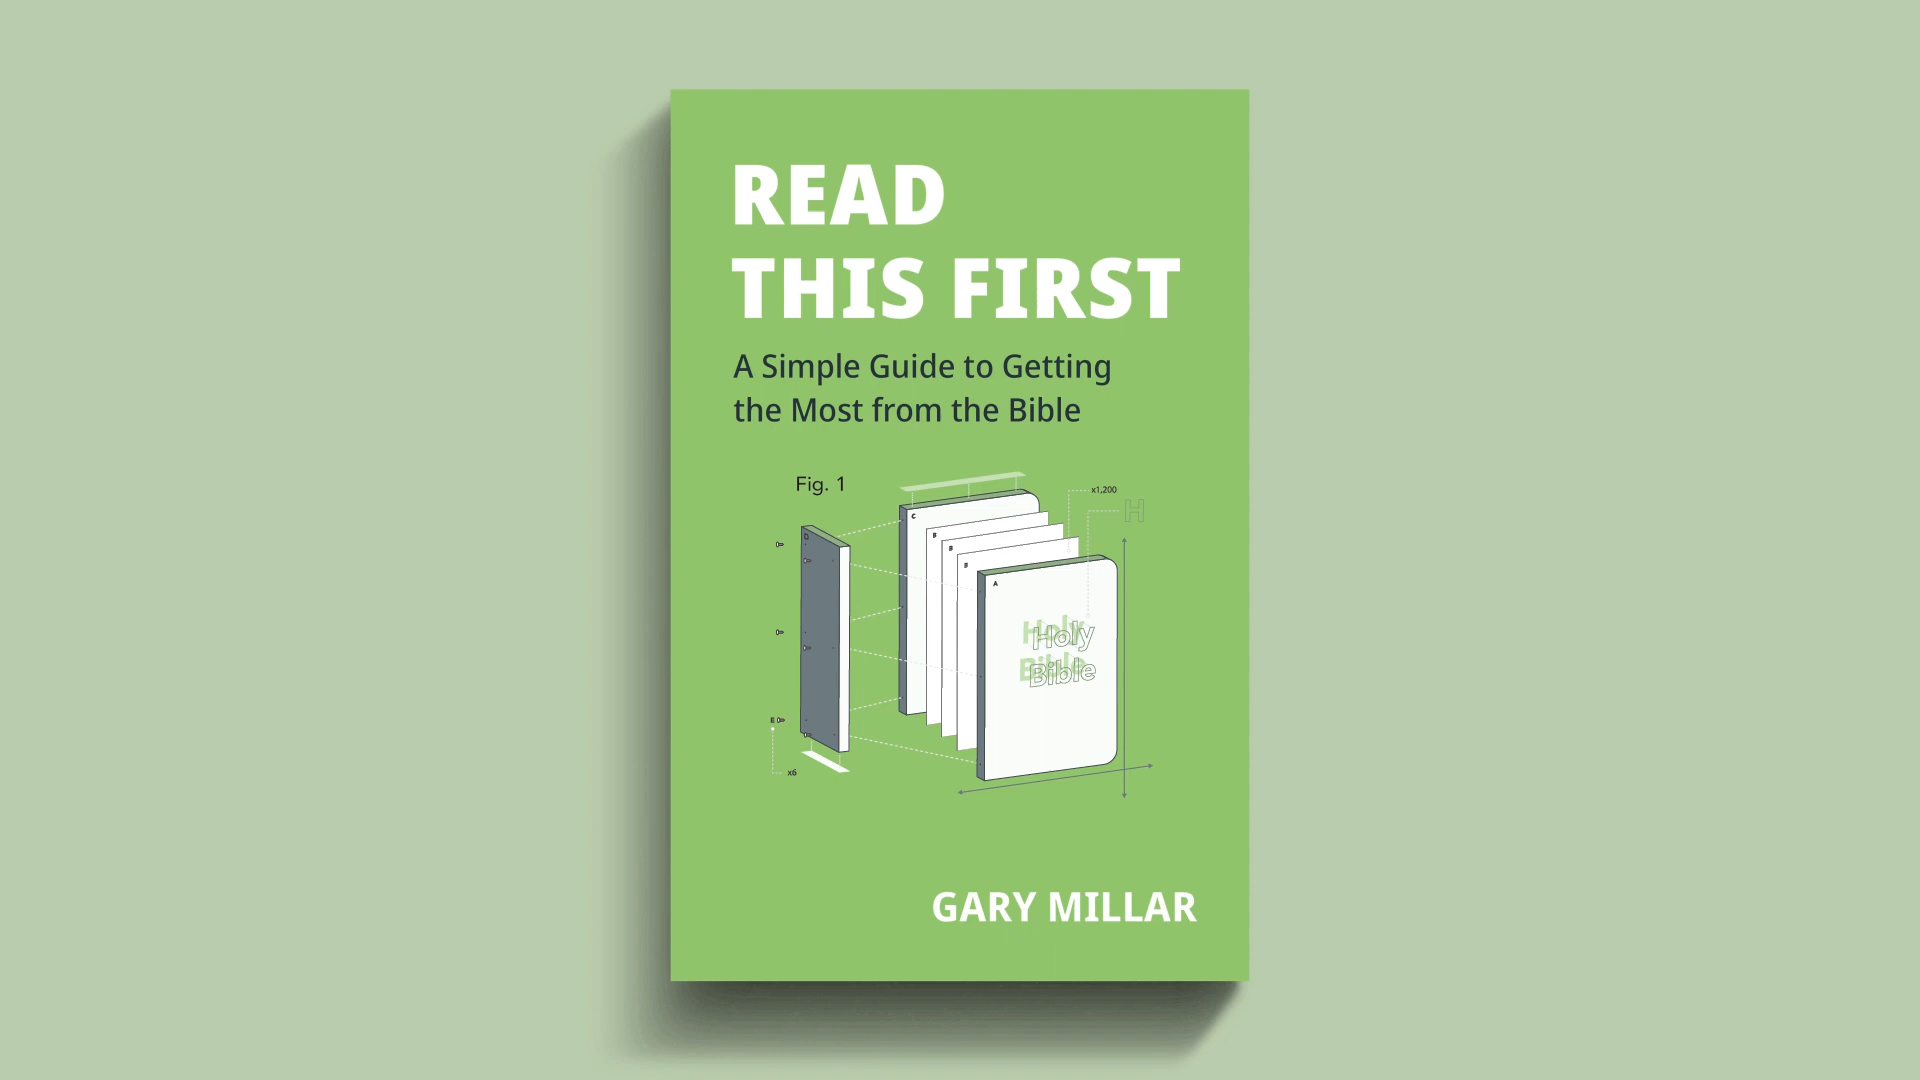 READ
THIS FIRST
A Simple Guide to Getting
the Most from the Bible
Fig. 1
x1,200
H
C
B
B
B
A
D
Holy
Bible
E
x6
GARY MILLAR